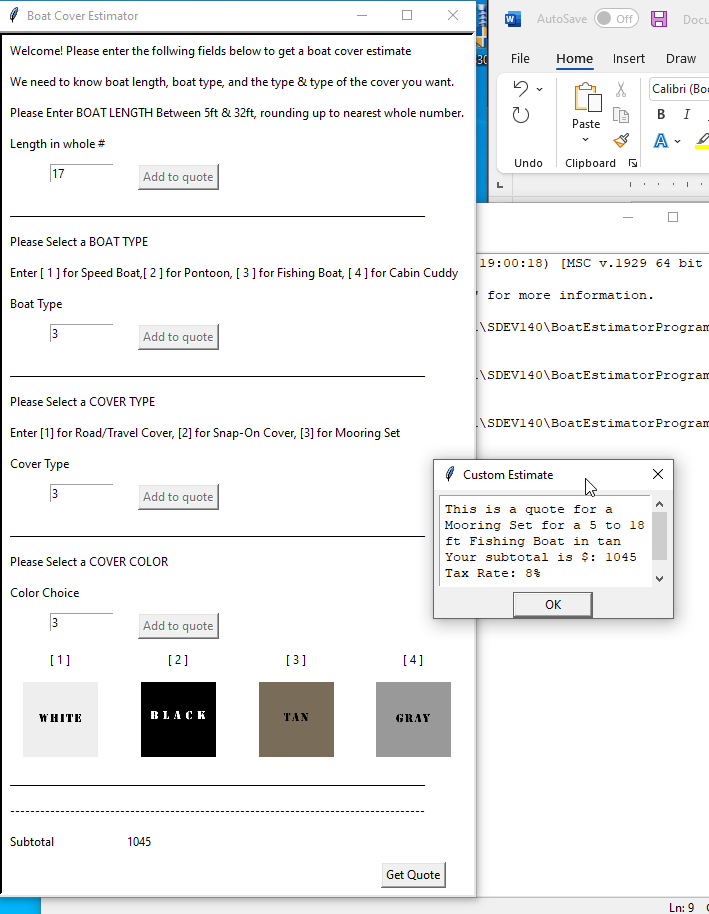 Boat Cover Estimator
Welcome! Please enter the follwing fields below to get a boat cover estimate
We need to know boat length, boat type, and the type & type of the cover you want.
Please Enter BOAT LENGTH Between 5ft & 32ft, rounding up to nearest whole number.
Length in whole #
17 Add to quote
Please Select a BOAT TYPE
Enter [ 1 ] for Speed Boat,[ 2 ] for Pontoon, [ 3 ] for Fishing Boat, [ 4 ] for Cabin Cuddy
Boat Type
3 Add to quote
Please Select a COVER TYPE
Enter [1] for Road/Travel Cover, [2] for Snap-On Cover, [3] for Mooring Set
Cover Type
3 Add to quote
Please Select a COVER COLOR
Color Choice
3 Add to quote
[ 1 ] [ 2 ] [ 3 ] [ 4 ]
WHITE BLACK TAN GRAY
--------------------------------------------------------------------------------
Subtotal 1045
Get Quote
AutoSave Off Docu
File Home Insert Draw
Calibri (Boc
Paste
B I
A
Undo Clipboard
30
19:00:18) [MSC v.1929 64 bit
" for more information.
.\SDEV140\BoatEstimatorProgram
.\SDEV140\BoatEstimatorProgram
.\SDEV140\BoatEstimatorProgram
Custom Estimate
This is a quote for a
Mooring Set for a 5 to 18
ft Fishing Boat in tan
Your subtotal is $: 1045
Tax Rate: 8%
OK
Ln: 9